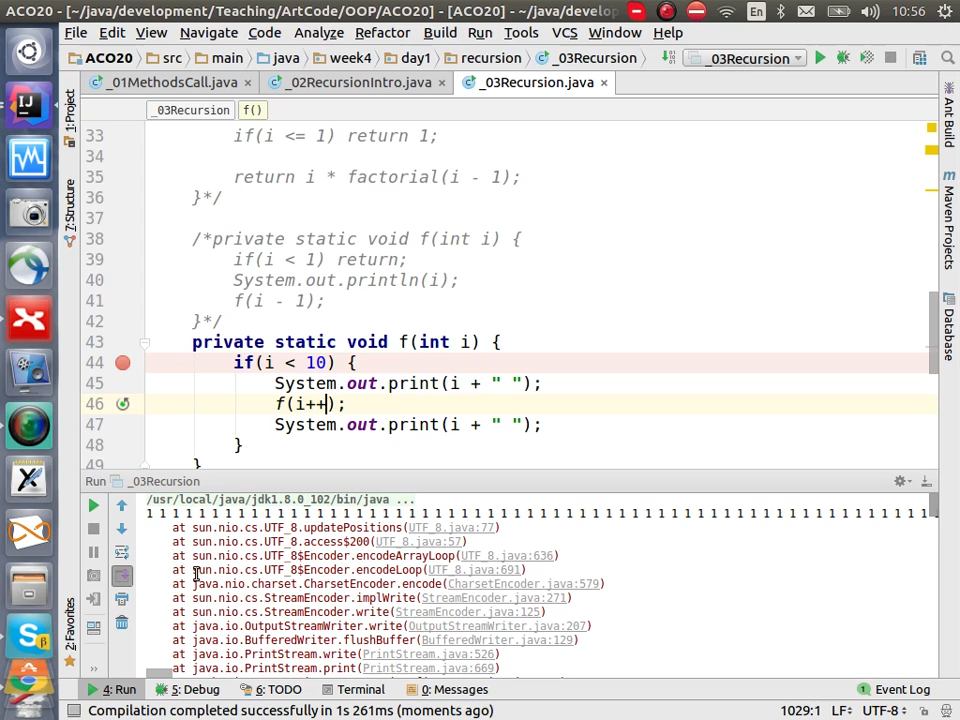 ACO20 - [~/java/development/Teaching/ArtCode/OOP/ACO20] - [ACO20] - ~/java/develop
En
10:56
File Edit View Navigate Code Analyze Refactor Build Run Tools VCS Window Help
ACO20 src main java week4 day1 recursion _03Recursion _03Recursion
_01MethodsCall.java × _02RecursionIntro.java × _03Recursion.java ×
_03Recursion f()
33 if(i <= 1) return 1;
34
35 return i * factorial(i - 1);
36 }*/
37
38 /*private static void f(int i) {
39 if(i < 1) return;
40 System.out.println(i);
41 f(i - 1);
42 }*/
43 private static void f(int i) {
44 if(i < 10) {
45 System.out.print(i + " ");
46 f(i++);
47 System.out.print(i + " ");
48 }
49 }
1: Project
7: Structure
2: Favorites
Ant Build
Maven Projects
Database
Run _03Recursion
/usr/local/java/jdk1.8.0_102/bin/java ...
1 1 1 1 1 1 1 1 1 1 1 1 1 1 1 1 1 1 1 1 1 1 1 1 1 1 1 1 1 1 1 1 1 1 1 1 1 1 1 1 1 1 1 1 1 1 1 1 1 1 1 1 1 1 1 1 1 1 1 1
at sun.nio.cs.UTF_8.updatePositions(UTF_8.java:77)
at sun.nio.cs.UTF_8.access$200(UTF_8.java:57)
at sun.nio.cs.UTF_8$Encoder.encodeArrayLoop(UTF_8.java:636)
at sun.nio.cs.UTF_8$Encoder.encodeLoop(UTF_8.java:691)
at java.nio.charset.CharsetEncoder.encode(CharsetEncoder.java:579)
at sun.nio.cs.StreamEncoder.implWrite(StreamEncoder.java:271)
at sun.nio.cs.StreamEncoder.write(StreamEncoder.java:125)
at java.io.OutputStreamWriter.write(OutputStreamWriter.java:207)
at java.io.BufferedWriter.flushBuffer(BufferedWriter.java:129)
at java.io.PrintStream.write(PrintStream.java:526)
at java.io.PrintStream.print(PrintStream.java:669)
4: Run 5: Debug 6: TODO Terminal 0: Messages 1 Event Log
Compilation completed successfully in 1s 261ms (moments ago) 1029:1 LF UTF-8